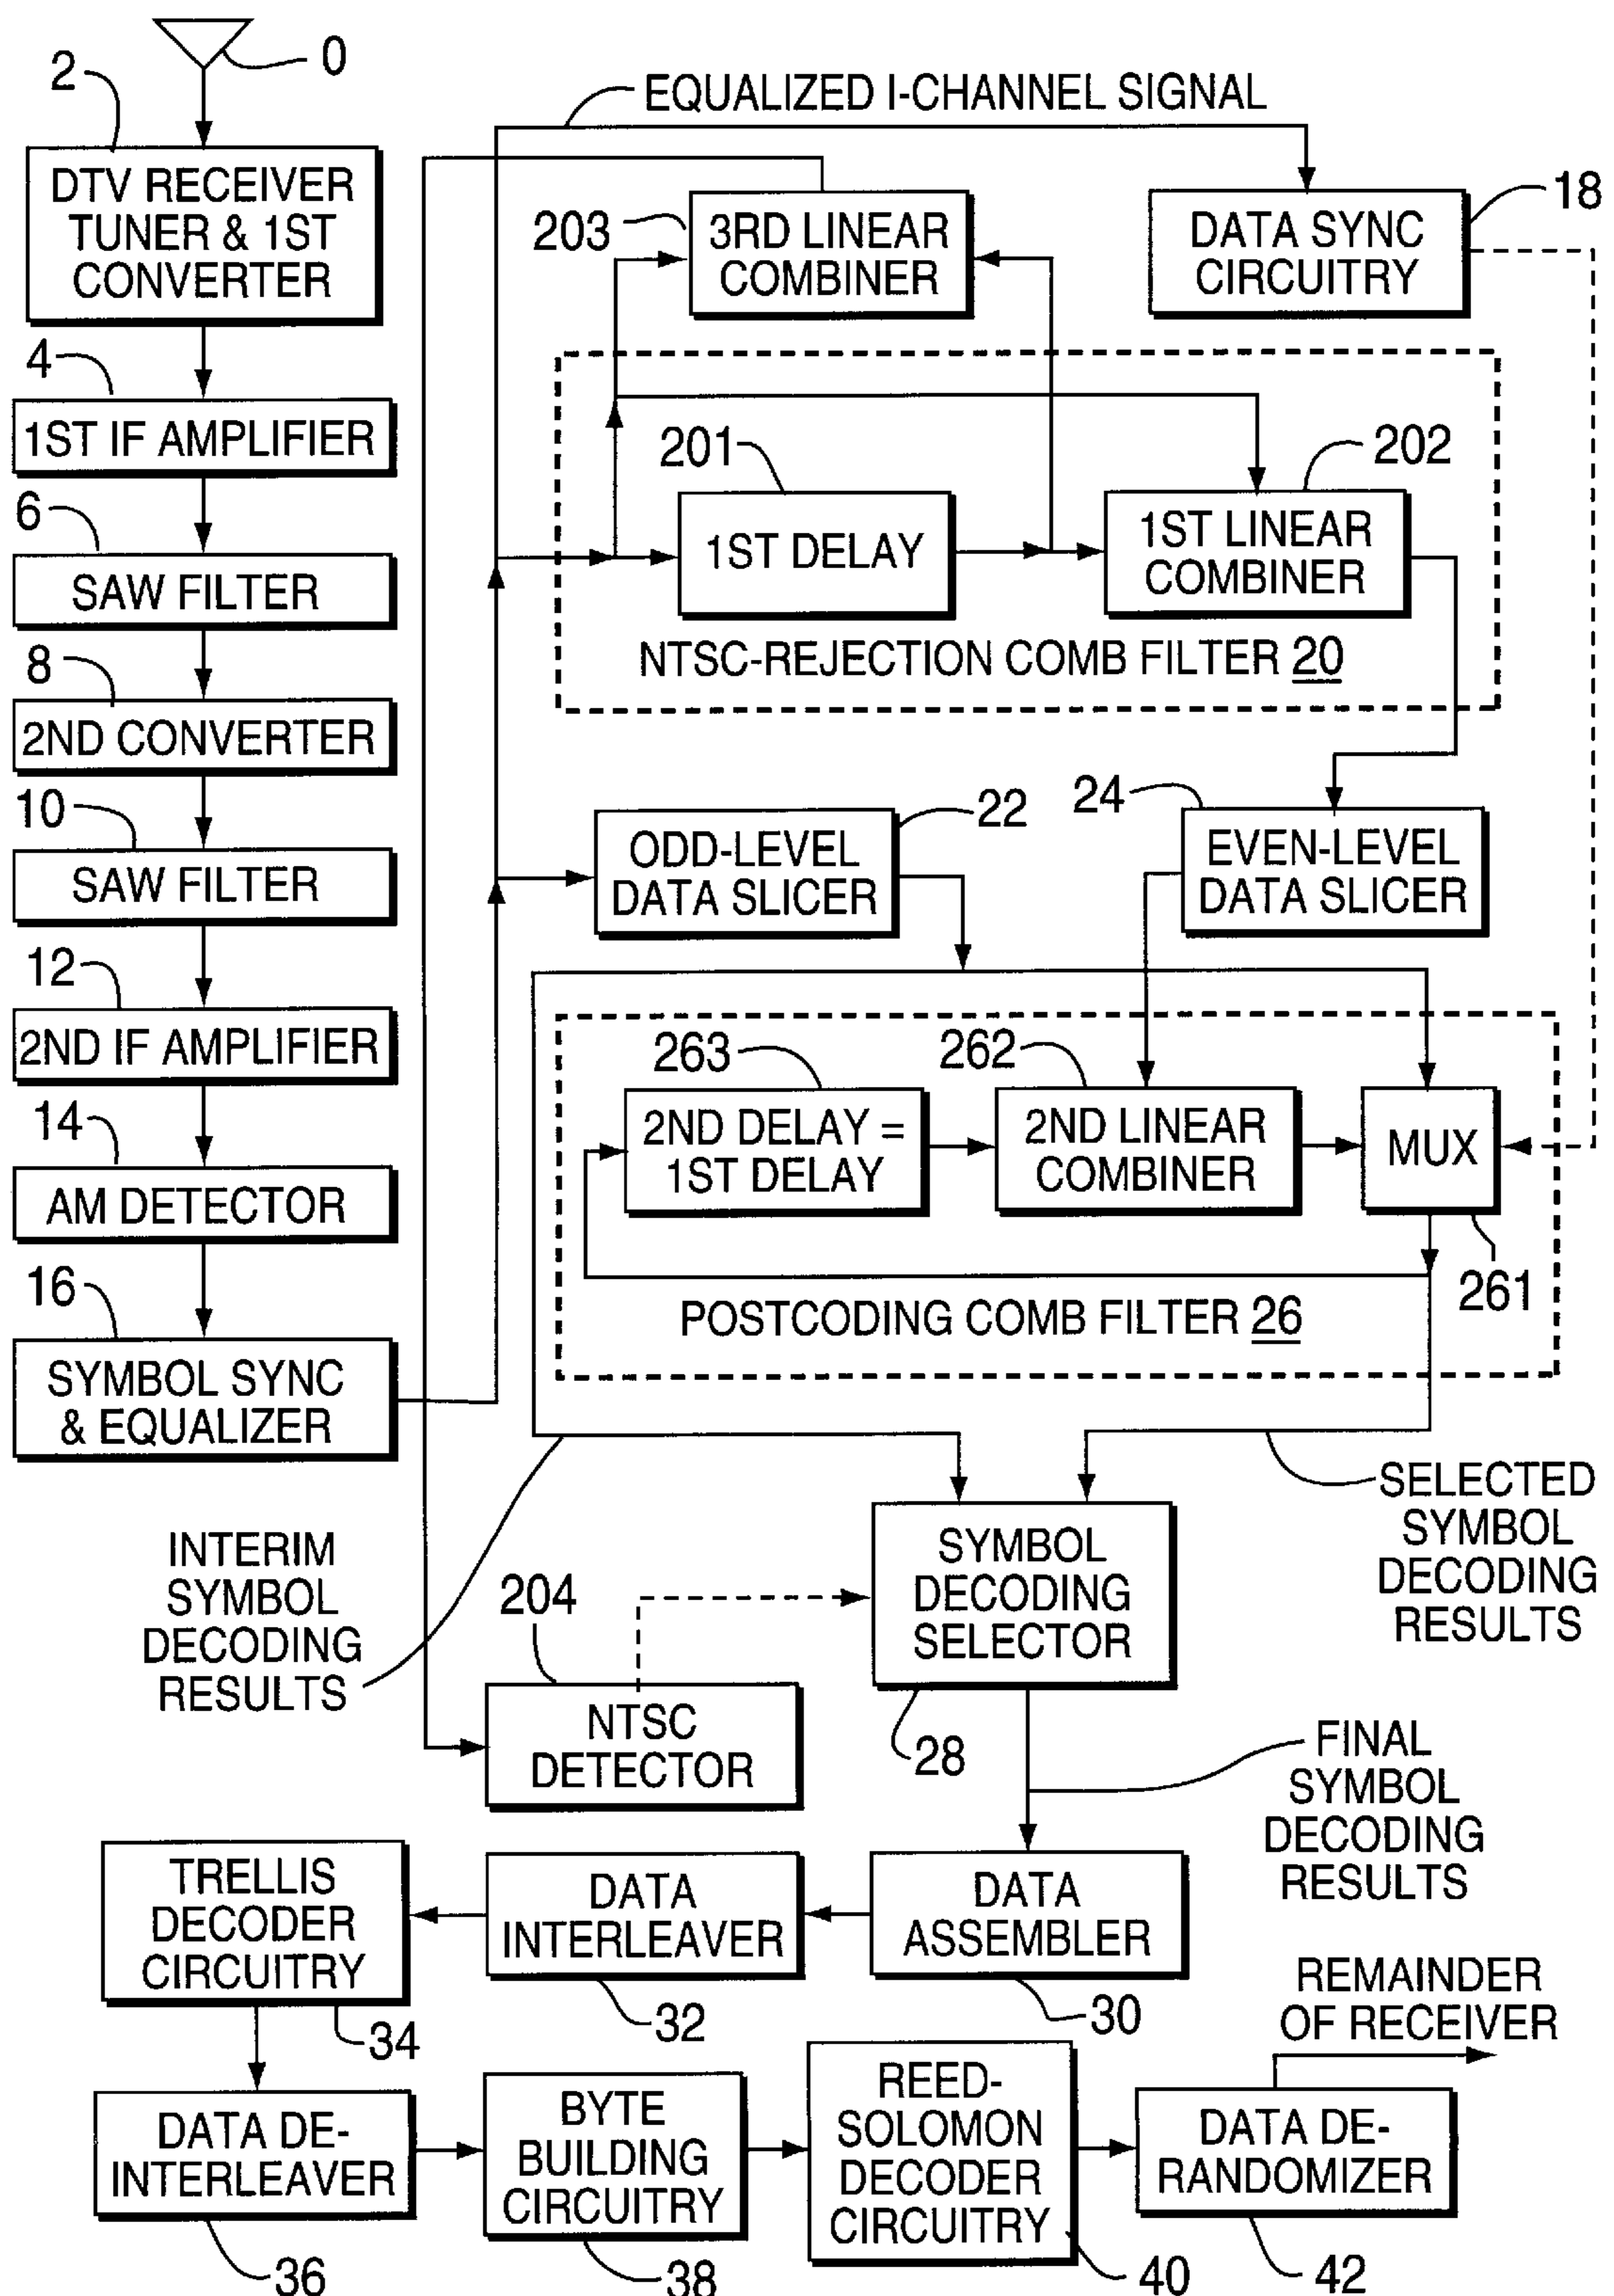 0
2
EQUALIZED I-CHANNEL SIGNAL
DTV RECEIVER
TUNER & 1ST
CONVERTER
203
3RD LINEAR
COMBINER
DATA SYNC
CIRCUITRY
18
4
1ST IF AMPLIFIER
201
202
6
SAW FILTER
1ST DELAY
1ST LINEAR
COMBINER
NTSC-REJECTION COMB FILTER 20
8
2ND CONVERTER
10
SAW FILTER
22
ODD-LEVEL
DATA SLICER
24
EVEN-LEVEL
DATA SLICER
12
2ND IF AMPLIFIER
263
262
2ND DELAY =
1ST DELAY
2ND LINEAR
COMBINER
MUX
14
AM DETECTOR
261
POSTCODING COMB FILTER 26
16
SYMBOL SYNC
& EQUALIZER
SELECTED
SYMBOL
DECODING
RESULTS
INTERIM
SYMBOL
DECODING
RESULTS
SYMBOL
DECODING
SELECTOR
204
NTSC
DETECTOR
28
FINAL
SYMBOL
DECODING
RESULTS
TRELLIS
DECODER
CIRCUITRY
DATA
INTERLEAVER
DATA
ASSEMBLER
34
32
30
REMAINDER
OF RECEIVER
DATA DE-
INTERLEAVER
BYTE
BUILDING
CIRCUITRY
REED-
SOLOMON
DECODER
CIRCUITRY
DATA DE-
RANDOMIZER
36
38
40
42